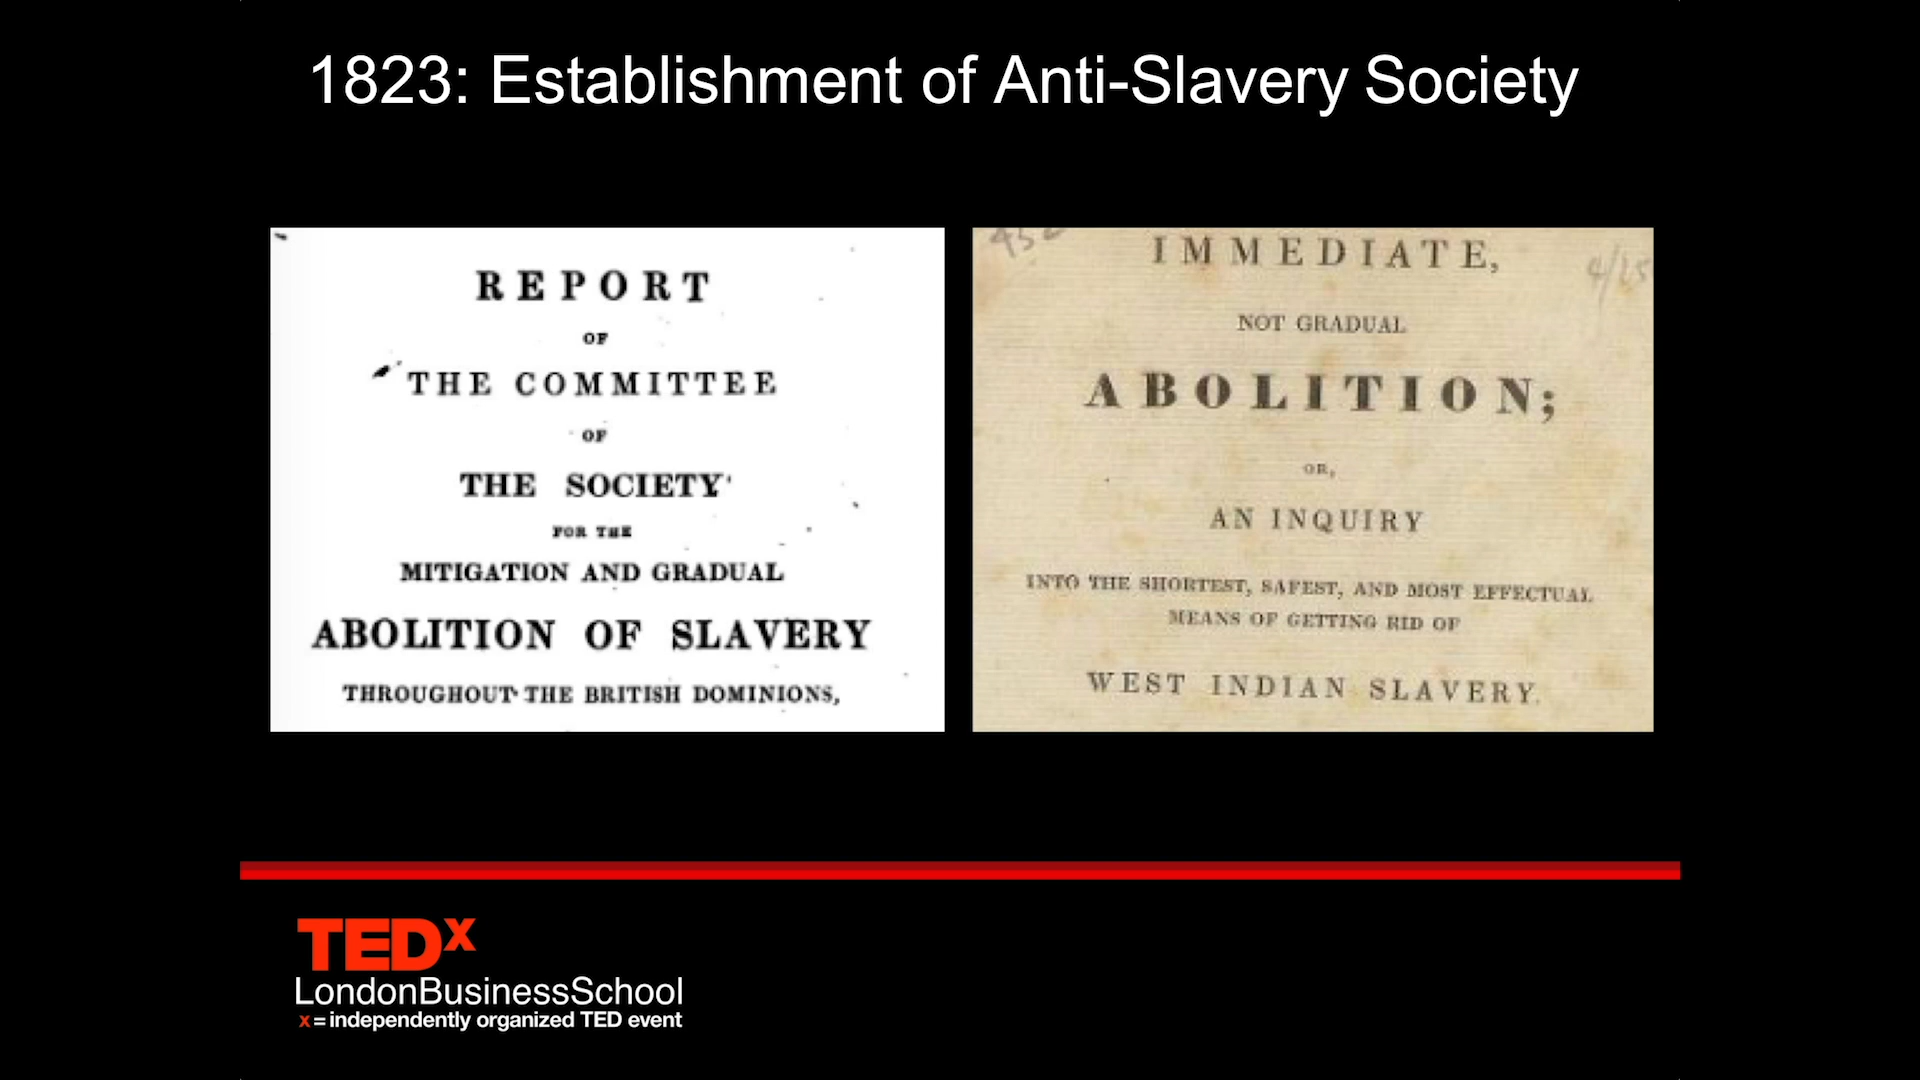 1823: Establishment of Anti-Slavery Society
REPORT
OF
THE COMMITTEE
OF
THE SOCIETY
FOR THE
MITIGATION AND GRADUAL
ABOLITION OF SLAVERY
THROUGHOUT THE BRITISH DOMINIONS,
IMMEDIATE,
NOT GRADUAL
ABOLITION;
OR,
AN INQUIRY
INTO THE SHORTEST, SAFEST, AND MOST EFFECTUAL
MEANS OF GETTING RID OF
WEST INDIAN SLAVERY.
TEDx
LondonBusinessSchool
x = independently organized TED event